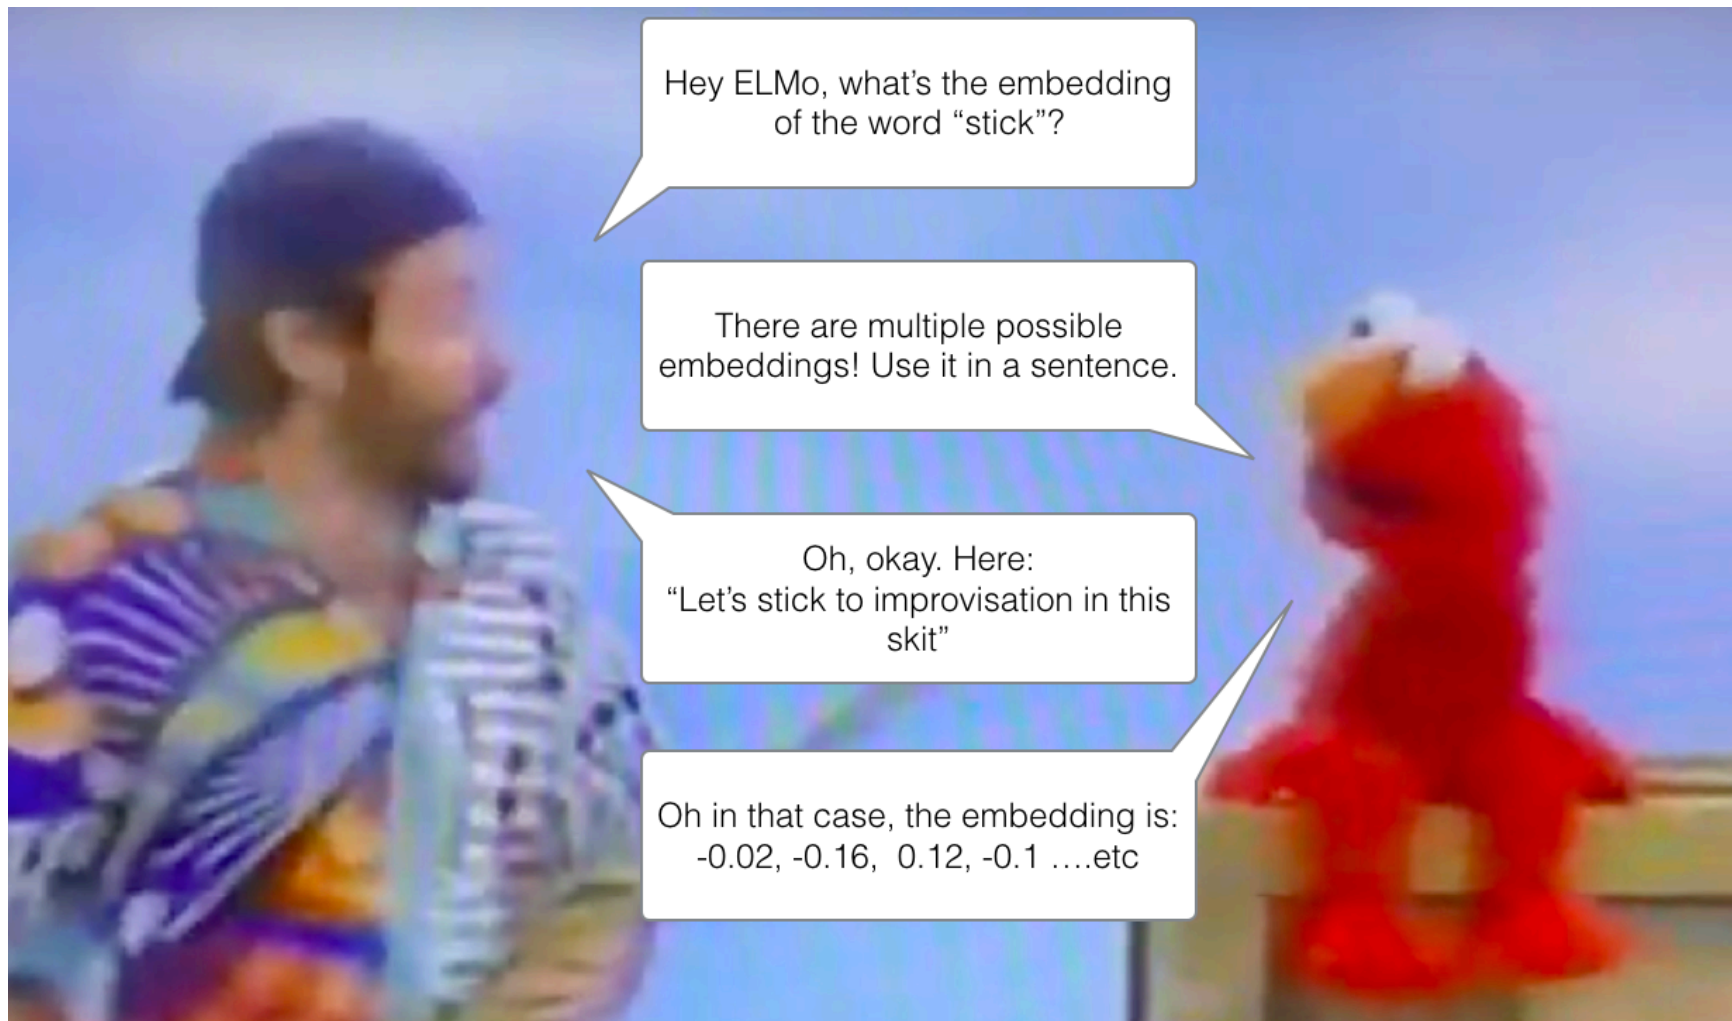 Hey ELMo, what’s the embedding
of the word “stick”?
There are multiple possible
embeddings! Use it in a sentence.
Oh, okay. Here:
“Let’s stick to improvisation in this
skit”
Oh in that case, the embedding is:
-0.02, -0.16,  0.12, -0.1 ….etc